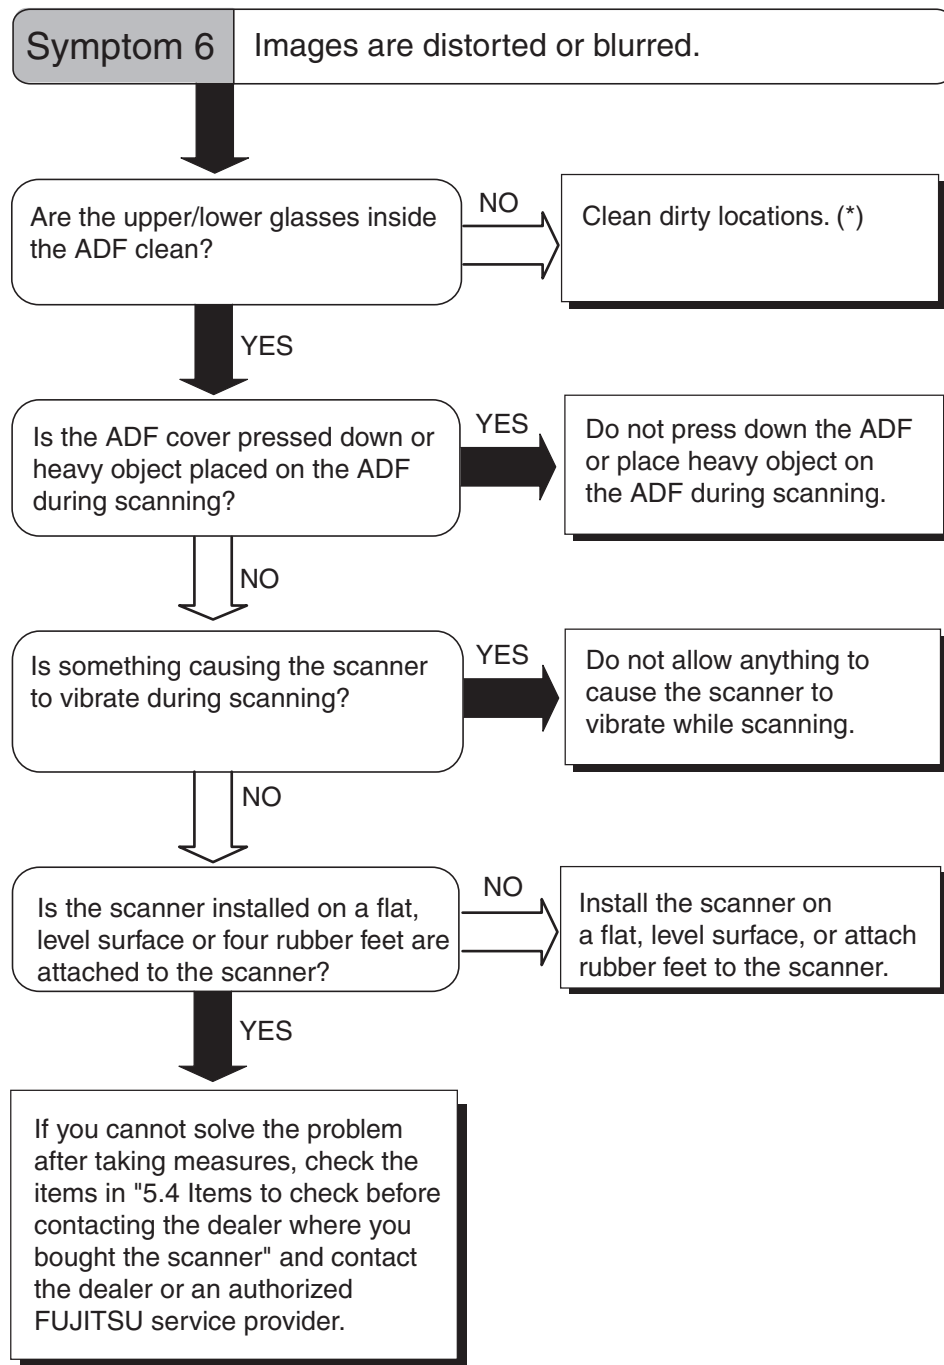 Symptom 6
Images are distorted or blurred.
Are the upper/lower glasses inside
the ADF clean?
NO
Clean dirty locations. (*)
YES
Is the ADF cover pressed down or
heavy object placed on the ADF
during scanning?
YES
Do not press down the ADF
or place heavy object on
the ADF during scanning.
NO
Is something causing the scanner
to vibrate during scanning?
YES
Do not allow anything to
cause the scanner to
vibrate while scanning.
NO
Is the scanner installed on a flat,
level surface or four rubber feet are
attached to the scanner?
NO
Install the scanner on
a flat, level surface, or attach
rubber feet to the scanner.
YES
If you cannot solve the problem
after taking measures, check the
items in "5.4 Items to check before
contacting the dealer where you
bought the scanner" and contact
the dealer or an authorized
FUJITSU service provider.